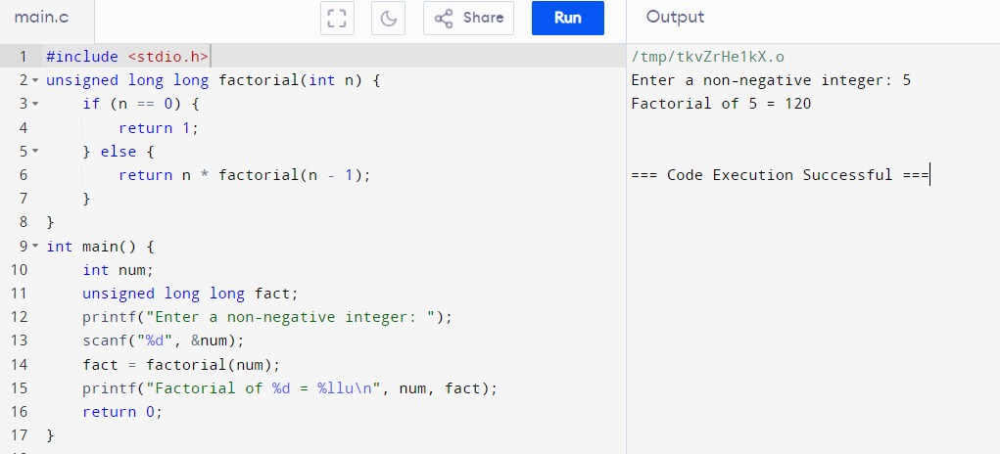 main.c
Share
Run
Output
1 #include <stdio.h>
2 unsigned long long factorial(int n) {
3     if (n == 0) {
4         return 1;
5     } else {
6         return n * factorial(n - 1);
7     }
8 }
9 int main() {
10     int num;
11     unsigned long long fact;
12     printf("Enter a non-negative integer: ");
13     scanf("%d", &num);
14     fact = factorial(num);
15     printf("Factorial of %d = %llu\n", num, fact);
16     return 0;
17 }
/tmp/tkvZrHe1kX.o
Enter a non-negative integer: 5
Factorial of 5 = 120
=== Code Execution Successful ===